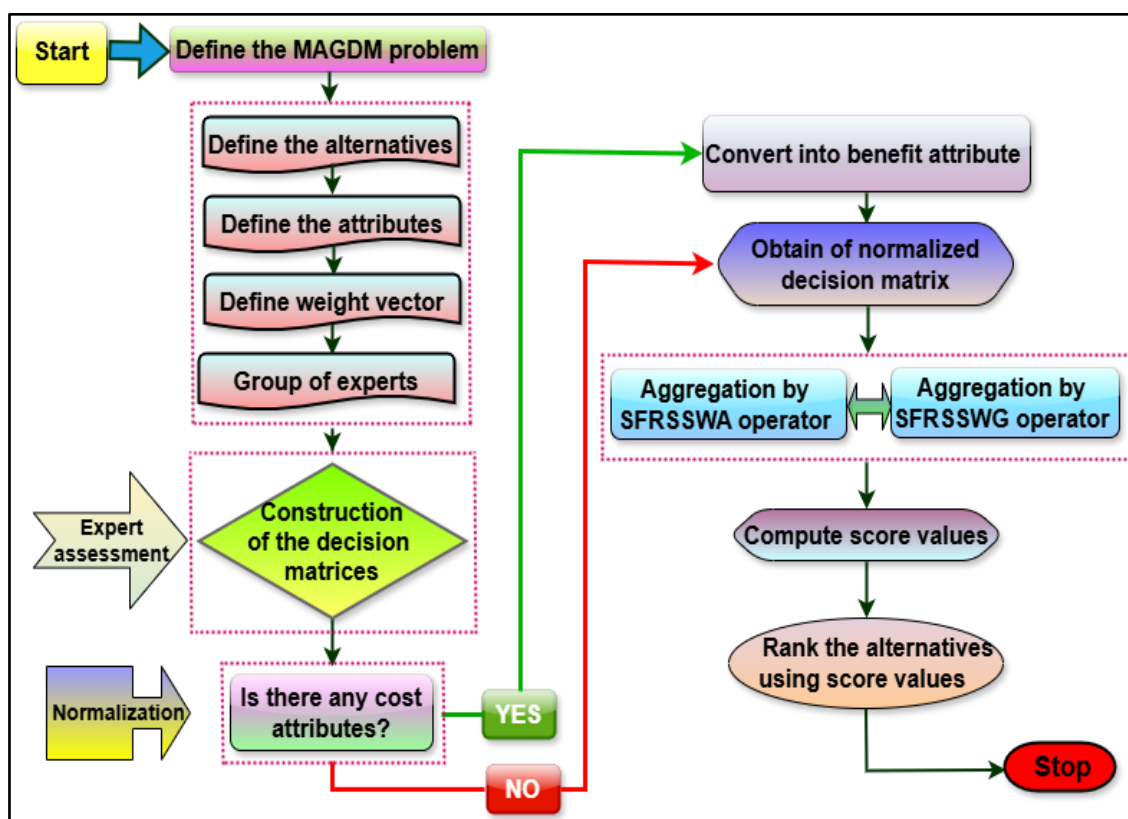 Start
Define the MAGDM problem
Define the alternatives
Define the attributes
Define weight vector
Group of experts
Expert
assessment
Construction
of the decision
matrices
Normalization
Is there any cost
attributes?
YES
NO
Convert into benefit attribute
Obtain of normalized
decision matrix
Aggregation by
SFRSSWA operator
Aggregation by
SFRSSWG operator
Compute score values
Rank the alternatives
using score values
Stop